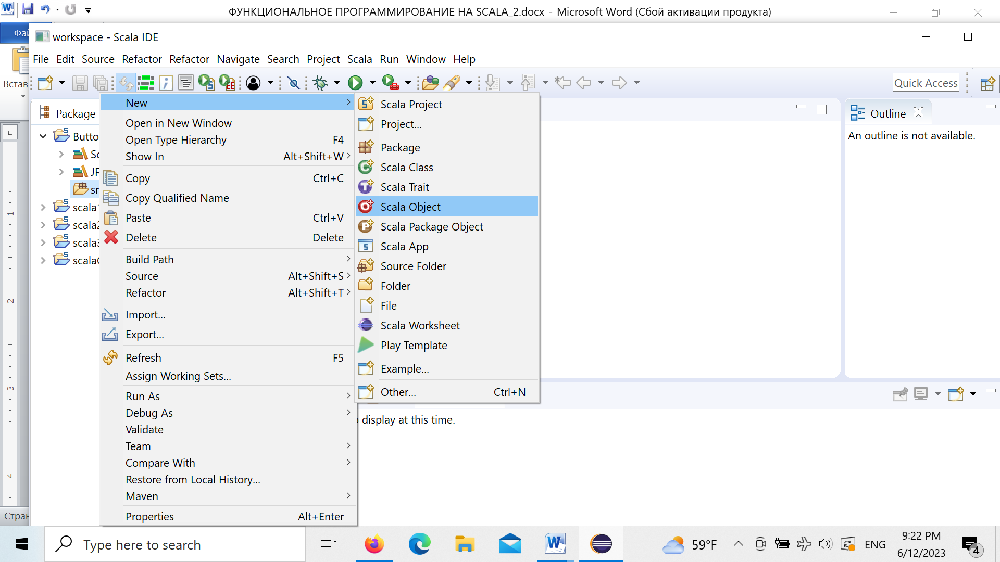 ФУНКЦИОНАЛЬНОЕ ПРОГРАММИРОВАНИЕ НА SCALA_2.docx - Microsoft Word (Сбой активации продукта)
Фай
workspace - Scala IDE
File Edit Source Refactor Refactor Navigate Search Project Scala Run Window Help
Встав
Quick Access
Package
Outline
An outline is not available.
Butto
Sc
JR
sr
scala1
scala2
scala3
scala
New
Open in New Window
Open Type Hierarchy F4
Show In Alt+Shift+W
Copy Ctrl+C
Copy Qualified Name
Paste Ctrl+V
Delete Delete
Build Path
Source Alt+Shift+S
Refactor Alt+Shift+T
Import...
Export...
Refresh F5
Assign Working Sets...
Run As
Debug As
Validate
Team
Compare With
Restore from Local History...
Maven
Properties Alt+Enter
Scala Project
Project...
Package
Scala Class
Scala Trait
Scala Object
Scala Package Object
Scala App
Source Folder
Folder
File
Scala Worksheet
Play Template
Example...
Other... Ctrl+N
display at this time.
1
2
3
4
Стран
Type here to search
59°F
ENG
9:22 PM
6/12/2023
4